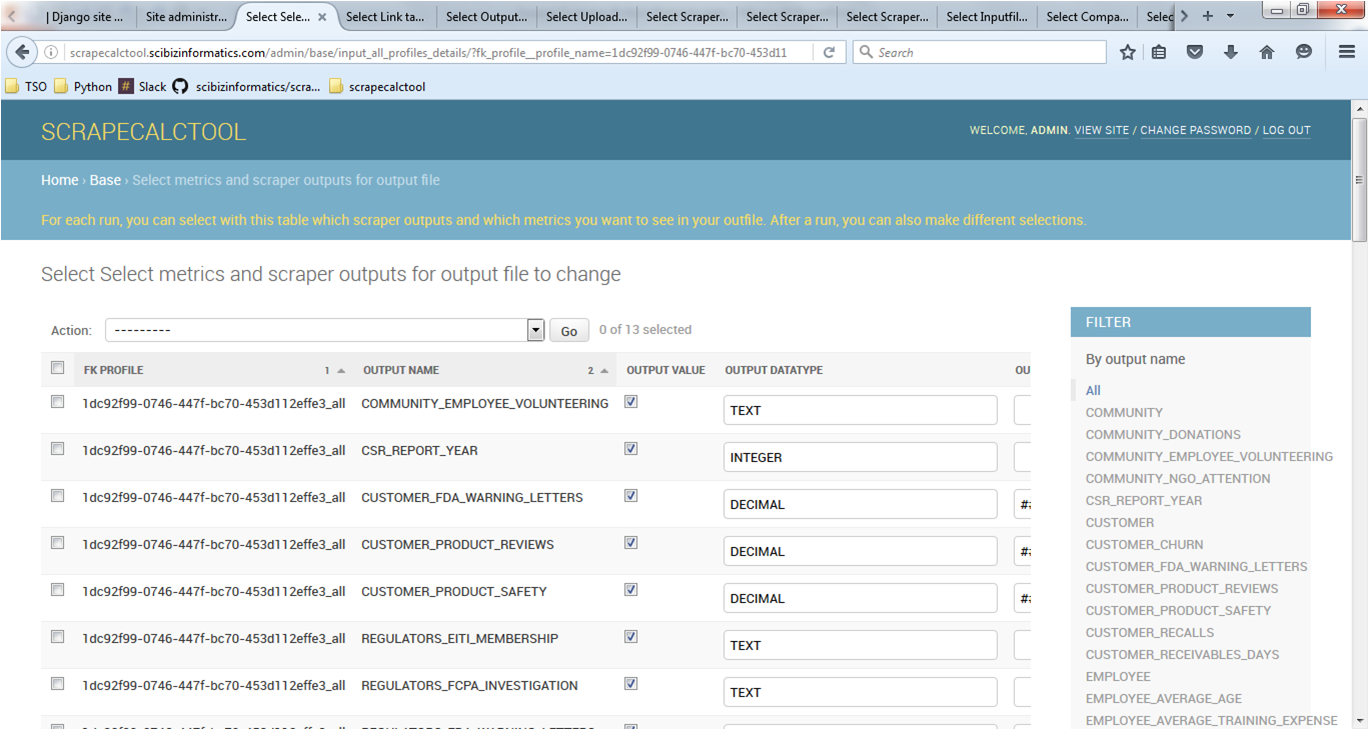 | Django site ... Site administr... Select Sele... × Select Link ta... Select Output... Select Upload... Select Scraper... Select Scraper... Select Scraper... Select Inputfil... Select Compa... Selec
scrapecalctool.scibizinformatics.com/admin/base/input_all_profiles_details/?fk_profile__profile_name=1dc92f99-0746-447f-bc70-453d11 Search
TSO Python # Slack scibizinformatics/scra... scrapecalctool
SCRAPECALCTOOL
WELCOME, ADMIN. VIEW SITE / CHANGE PASSWORD / LOG OUT
Home › Base › Select metrics and scraper outputs for output file
For each run, you can select with this table which scraper outputs and which metrics you want to see in your outfile. After a run, you can also make different selections.
Select Select metrics and scraper outputs for output file to change
Action: --------- Go 0 of 13 selected
FK PROFILE 1 OUTPUT NAME 2 OUTPUT VALUE OUTPUT DATATYPE OU
1dc92f99-0746-447f-bc70-453d112effe3_all COMMUNITY_EMPLOYEE_VOLUNTEERING TEXT
1dc92f99-0746-447f-bc70-453d112effe3_all CSR_REPORT_YEAR INTEGER
1dc92f99-0746-447f-bc70-453d112effe3_all CUSTOMER_FDA_WARNING_LETTERS DECIMAL ##
1dc92f99-0746-447f-bc70-453d112effe3_all CUSTOMER_PRODUCT_REVIEWS DECIMAL ##
1dc92f99-0746-447f-bc70-453d112effe3_all CUSTOMER_PRODUCT_SAFETY DECIMAL ##
1dc92f99-0746-447f-bc70-453d112effe3_all REGULATORS_EITI_MEMBERSHIP TEXT
1dc92f99-0746-447f-bc70-453d112effe3_all REGULATORS_FCPA_INVESTIGATION TEXT
FILTER
By output name
All
COMMUNITY
COMMUNITY_DONATIONS
COMMUNITY_EMPLOYEE_VOLUNTEERING
COMMUNITY_NGO_ATTENTION
CSR_REPORT_YEAR
CUSTOMER
CUSTOMER_CHURN
CUSTOMER_FDA_WARNING_LETTERS
CUSTOMER_PRODUCT_REVIEWS
CUSTOMER_PRODUCT_SAFETY
CUSTOMER_RECALLS
CUSTOMER_RECEIVABLES_DAYS
EMPLOYEE
EMPLOYEE_AVERAGE_AGE
EMPLOYEE_AVERAGE_TRAINING_EXPENSE